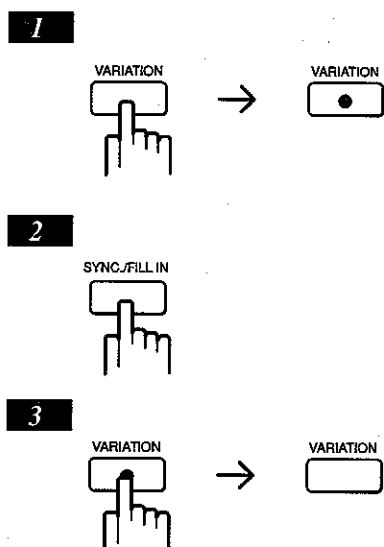 1
VARIATION
VARIATION
2
SYNC./FILL IN
3
VARIATION
VARIATION